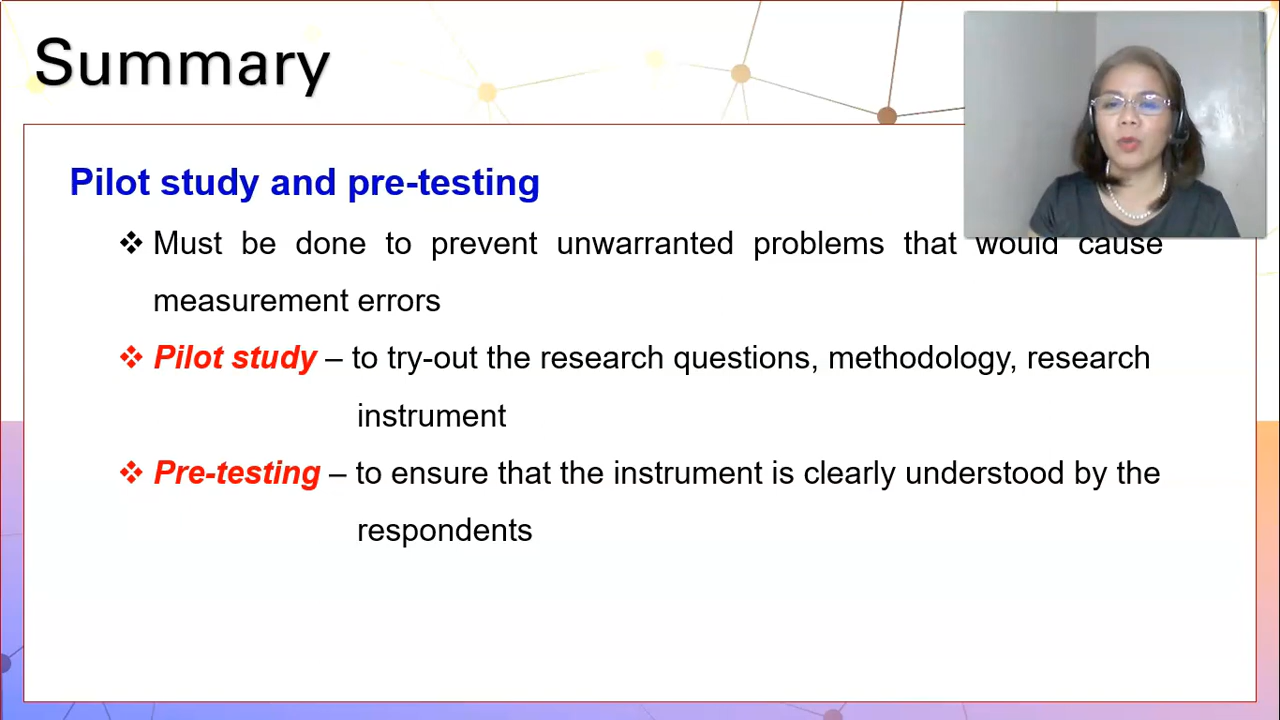 Summary
Pilot study and pre-testing
Must be done to prevent unwarranted problems that would cause
measurement errors
Pilot study – to try-out the research questions, methodology, research
instrument
Pre-testing – to ensure that the instrument is clearly understood by the
respondents